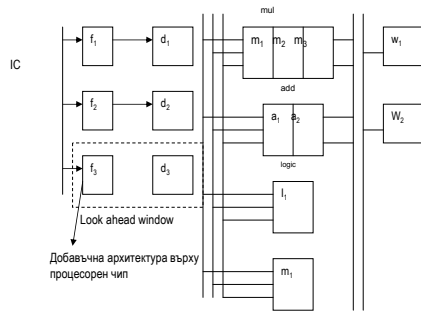 mul
f1 d1 m1 m2 m3 w1
IC
add
f2 d2 a1 a2 W2
logic
f3 d3 l1
Look ahead window
Добавъчна архитектура върху
процесорен чип
m1